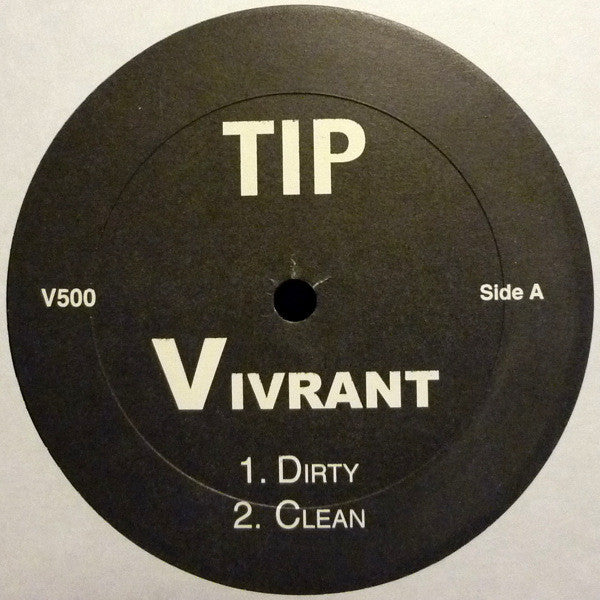 TIP
V500
Side A
VIVRANT
1. DIRTY
2. CLEAN